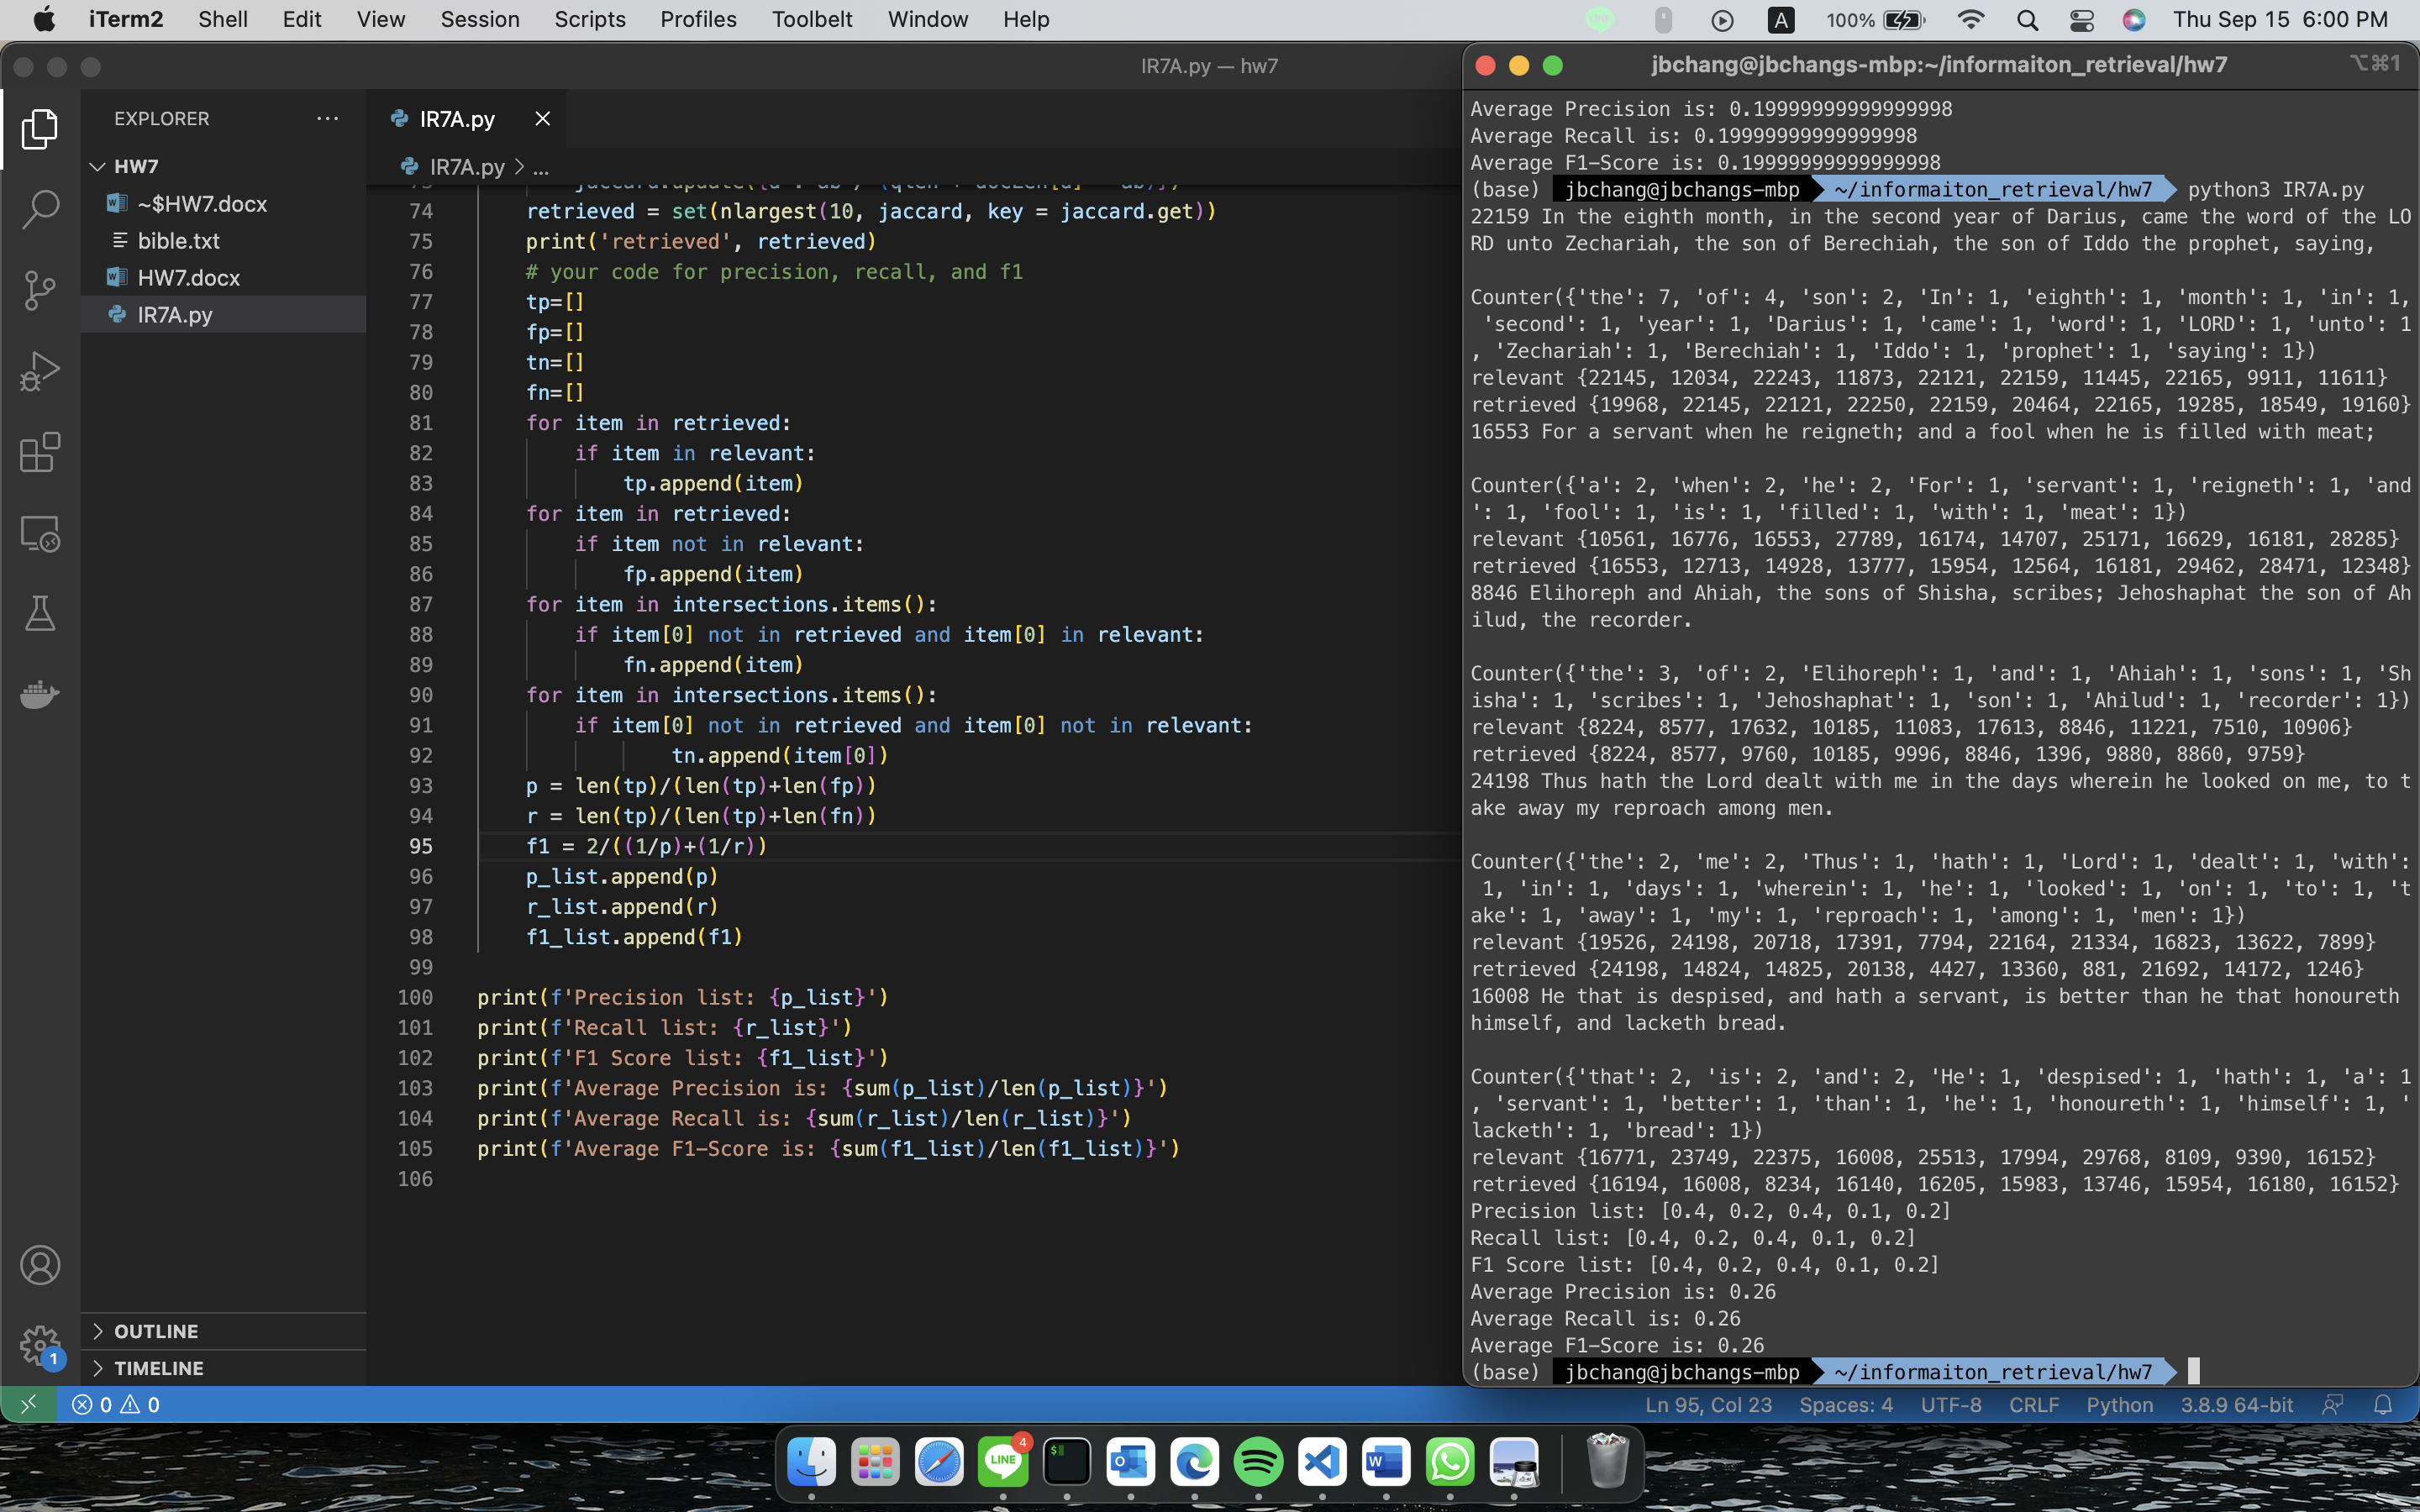 iTerm2 Shell Edit View Session Scripts Profiles Toolbelt Window Help
A 100% Thu Sep 15 6:00 PM
IR7A.py — hw7
EXPLORER
HW7
~$HW7.docx
bible.txt
HW7.docx
IR7A.py
OUTLINE
TIMELINE
1
IR7A.py
IR7A.py > ...
74 retrieved = set(nlargest(10, jaccard, key = jaccard.get))
75 print('retrieved', retrieved)
76 # your code for precision, recall, and f1
77 tp=[]
78 fp=[]
79 tn=[]
80 fn=[]
81 for item in retrieved:
82 if item in relevant:
83 tp.append(item)
84 for item in retrieved:
85 if item not in relevant:
86 fp.append(item)
87 for item in intersections.items():
88 if item[0] not in retrieved and item[0] in relevant:
89 fn.append(item)
90 for item in intersections.items():
91 if item[0] not in retrieved and item[0] not in relevant:
92 tn.append(item[0])
93 p = len(tp)/(len(tp)+len(fp))
94 r = len(tp)/(len(tp)+len(fn))
95 f1 = 2/((1/p)+(1/r))
96 p_list.append(p)
97 r_list.append(r)
98 f1_list.append(f1)
99
100 print(f'Precision list: {p_list}')
101 print(f'Recall list: {r_list}')
102 print(f'F1 Score list: {f1_list}')
103 print(f'Average Precision is: {sum(p_list)/len(p_list)}')
104 print(f'Average Recall is: {sum(r_list)/len(r_list)}')
105 print(f'Average F1-Score is: {sum(f1_list)/len(f1_list)}')
106
jbchang@jbchangs-mbp:~/informaiton_retrieval/hw7 ⌥⌘1
Average Precision is: 0.19999999999999998
Average Recall is: 0.19999999999999998
Average F1-Score is: 0.19999999999999998
(base) jbchang@jbchangs-mbp ~/informaiton_retrieval/hw7 python3 IR7A.py
22159 In the eighth month, in the second year of Darius, came the word of the LO
RD unto Zechariah, the son of Berechiah, the son of Iddo the prophet, saying,
Counter({'the': 7, 'of': 4, 'son': 2, 'In': 1, 'eighth': 1, 'month': 1, 'in': 1,
'second': 1, 'year': 1, 'Darius': 1, 'came': 1, 'word': 1, 'LORD': 1, 'unto': 1
, 'Zechariah': 1, 'Berechiah': 1, 'Iddo': 1, 'prophet': 1, 'saying': 1})
relevant {22145, 12034, 22243, 11873, 22121, 22159, 11445, 22165, 9911, 11611}
retrieved {19968, 22145, 22121, 22250, 22159, 20464, 22165, 19285, 18549, 19160}
16553 For a servant when he reigneth; and a fool when he is filled with meat;
Counter({'a': 2, 'when': 2, 'he': 2, 'For': 1, 'servant': 1, 'reigneth': 1, 'and
': 1, 'fool': 1, 'is': 1, 'filled': 1, 'with': 1, 'meat': 1})
relevant {10561, 16776, 16553, 27789, 16174, 14707, 25171, 16629, 16181, 28285}
retrieved {16553, 12713, 14928, 13777, 15954, 12564, 16181, 29462, 28471, 12348}
8846 Elihoreph and Ahiah, the sons of Shisha, scribes; Jehoshaphat the son of Ah
ilud, the recorder.
Counter({'the': 3, 'of': 2, 'Elihoreph': 1, 'and': 1, 'Ahiah': 1, 'sons': 1, 'Sh
isha': 1, 'scribes': 1, 'Jehoshaphat': 1, 'son': 1, 'Ahilud': 1, 'recorder': 1})
relevant {8224, 8577, 17632, 10185, 11083, 17613, 8846, 11221, 7510, 10906}
retrieved {8224, 8577, 9760, 10185, 9996, 8846, 1396, 9880, 8860, 9759}
24198 Thus hath the Lord dealt with me in the days wherein he looked on me, to t
ake away my reproach among men.
Counter({'the': 2, 'me': 2, 'Thus': 1, 'hath': 1, 'Lord': 1, 'dealt': 1, 'with':
1, 'in': 1, 'days': 1, 'wherein': 1, 'he': 1, 'looked': 1, 'on': 1, 'to': 1, 't
ake': 1, 'away': 1, 'my': 1, 'reproach': 1, 'among': 1, 'men': 1})
relevant {19526, 24198, 20718, 17391, 7794, 22164, 21334, 16823, 13622, 7899}
retrieved {24198, 14824, 14825, 20138, 4427, 13360, 881, 21692, 14172, 1246}
16008 He that is despised, and hath a servant, is better than he that honoureth
himself, and lacketh bread.
Counter({'that': 2, 'is': 2, 'and': 2, 'He': 1, 'despised': 1, 'hath': 1, 'a': 1
, 'servant': 1, 'better': 1, 'than': 1, 'he': 1, 'honoureth': 1, 'himself': 1, '
lacketh': 1, 'bread': 1})
relevant {16771, 23749, 22375, 16008, 25513, 17994, 29768, 8109, 9390, 16152}
retrieved {16194, 16008, 8234, 16140, 16205, 15983, 13746, 15954, 16180, 16152}
Precision list: [0.4, 0.2, 0.4, 0.1, 0.2]
Recall list: [0.4, 0.2, 0.4, 0.1, 0.2]
F1 Score list: [0.4, 0.2, 0.4, 0.1, 0.2]
Average Precision is: 0.26
Average Recall is: 0.26
Average F1-Score is: 0.26
(base) jbchang@jbchangs-mbp ~/informaiton_retrieval/hw7
0 0 Ln 95, Col 23 Spaces: 4 UTF-8 CRLF Python 3.8.9 64-bit
LINE 4 $ O W